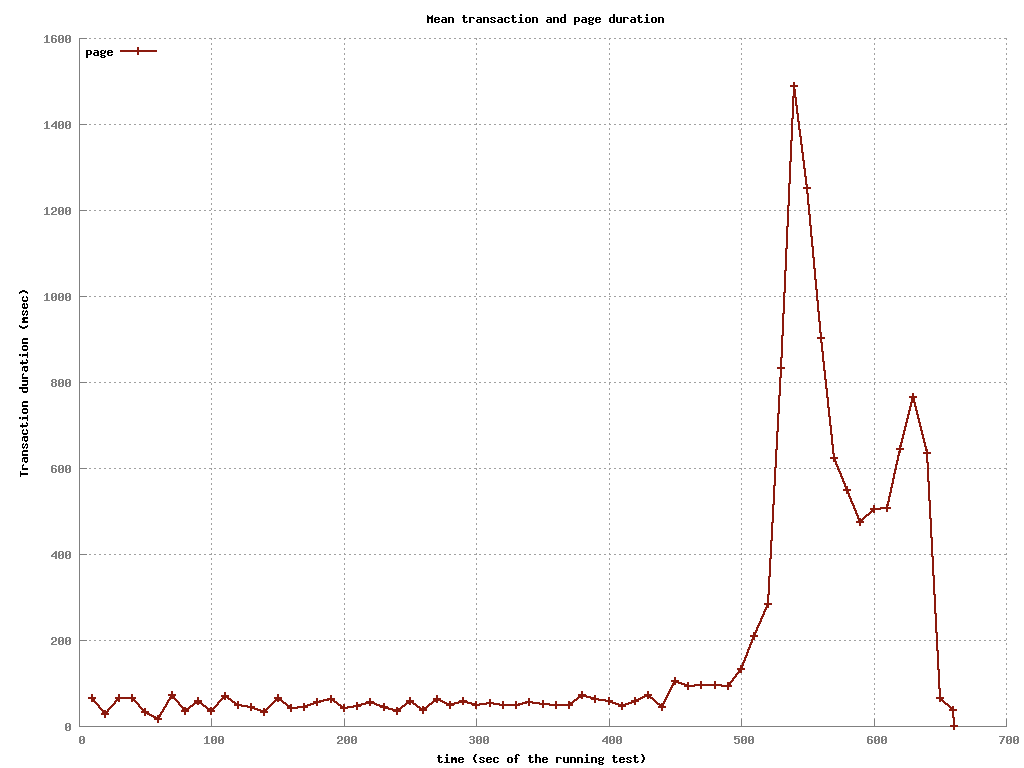 Mean transaction and page duration
page
1600
1400
1200
1000
800
600
400
200
0
0 100 200 300 400 500 600 700
Transaction duration (msec)
time (sec of the running test)